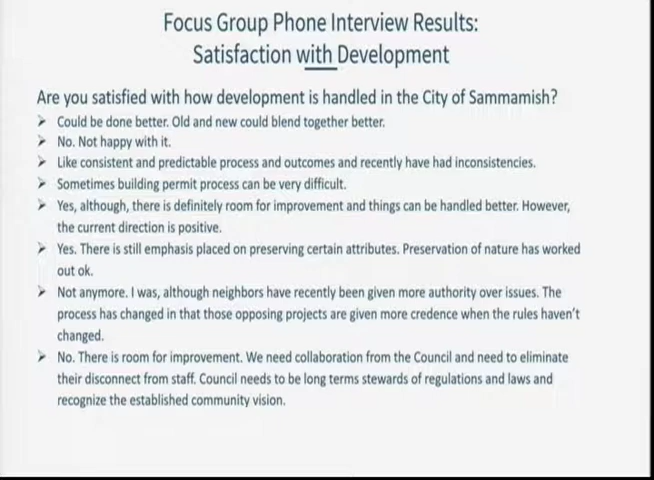 Focus Group Phone Interview Results:
Satisfaction with Development
Are you satisfied with how development is handled in the City of Sammamish?
➤ Could be done better. Old and new could blend together better.
➤ No. Not happy with it.
➤ Like consistent and predictable process and outcomes and recently have had inconsistencies.
➤ Sometimes building permit process can be very difficult.
➤ Yes, although, there is definitely room for improvement and things can be handled better. However,
the current direction is positive.
➤ Yes. There is still emphasis placed on preserving certain attributes. Preservation of nature has worked
out ok.
➤ Not anymore. I was, although neighbors have recently been given more authority over issues. The
process has changed in that those opposing projects are given more credence when the rules haven't
changed.
➤ No. There is room for improvement. We need collaboration from the Council and need to eliminate
their disconnect from staff. Council needs to be long terms stewards of regulations and laws and
recognize the established community vision.